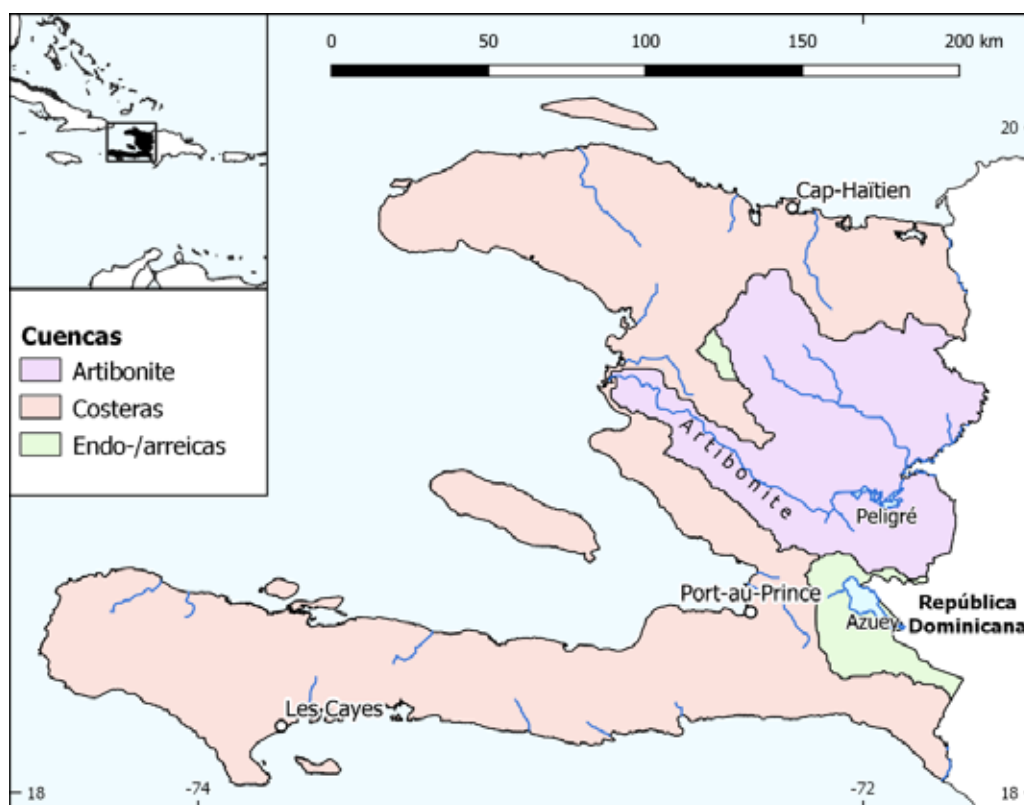 0 50 100 150 200 km
20
Cap-Haïtien
Cuencas
Artibonite
Costeras
Endo-/arreicas
Artibonite
Peligré
Port-au-Prince
Azuey
República
Dominicana
Les Cayes
18
-74
-72
18